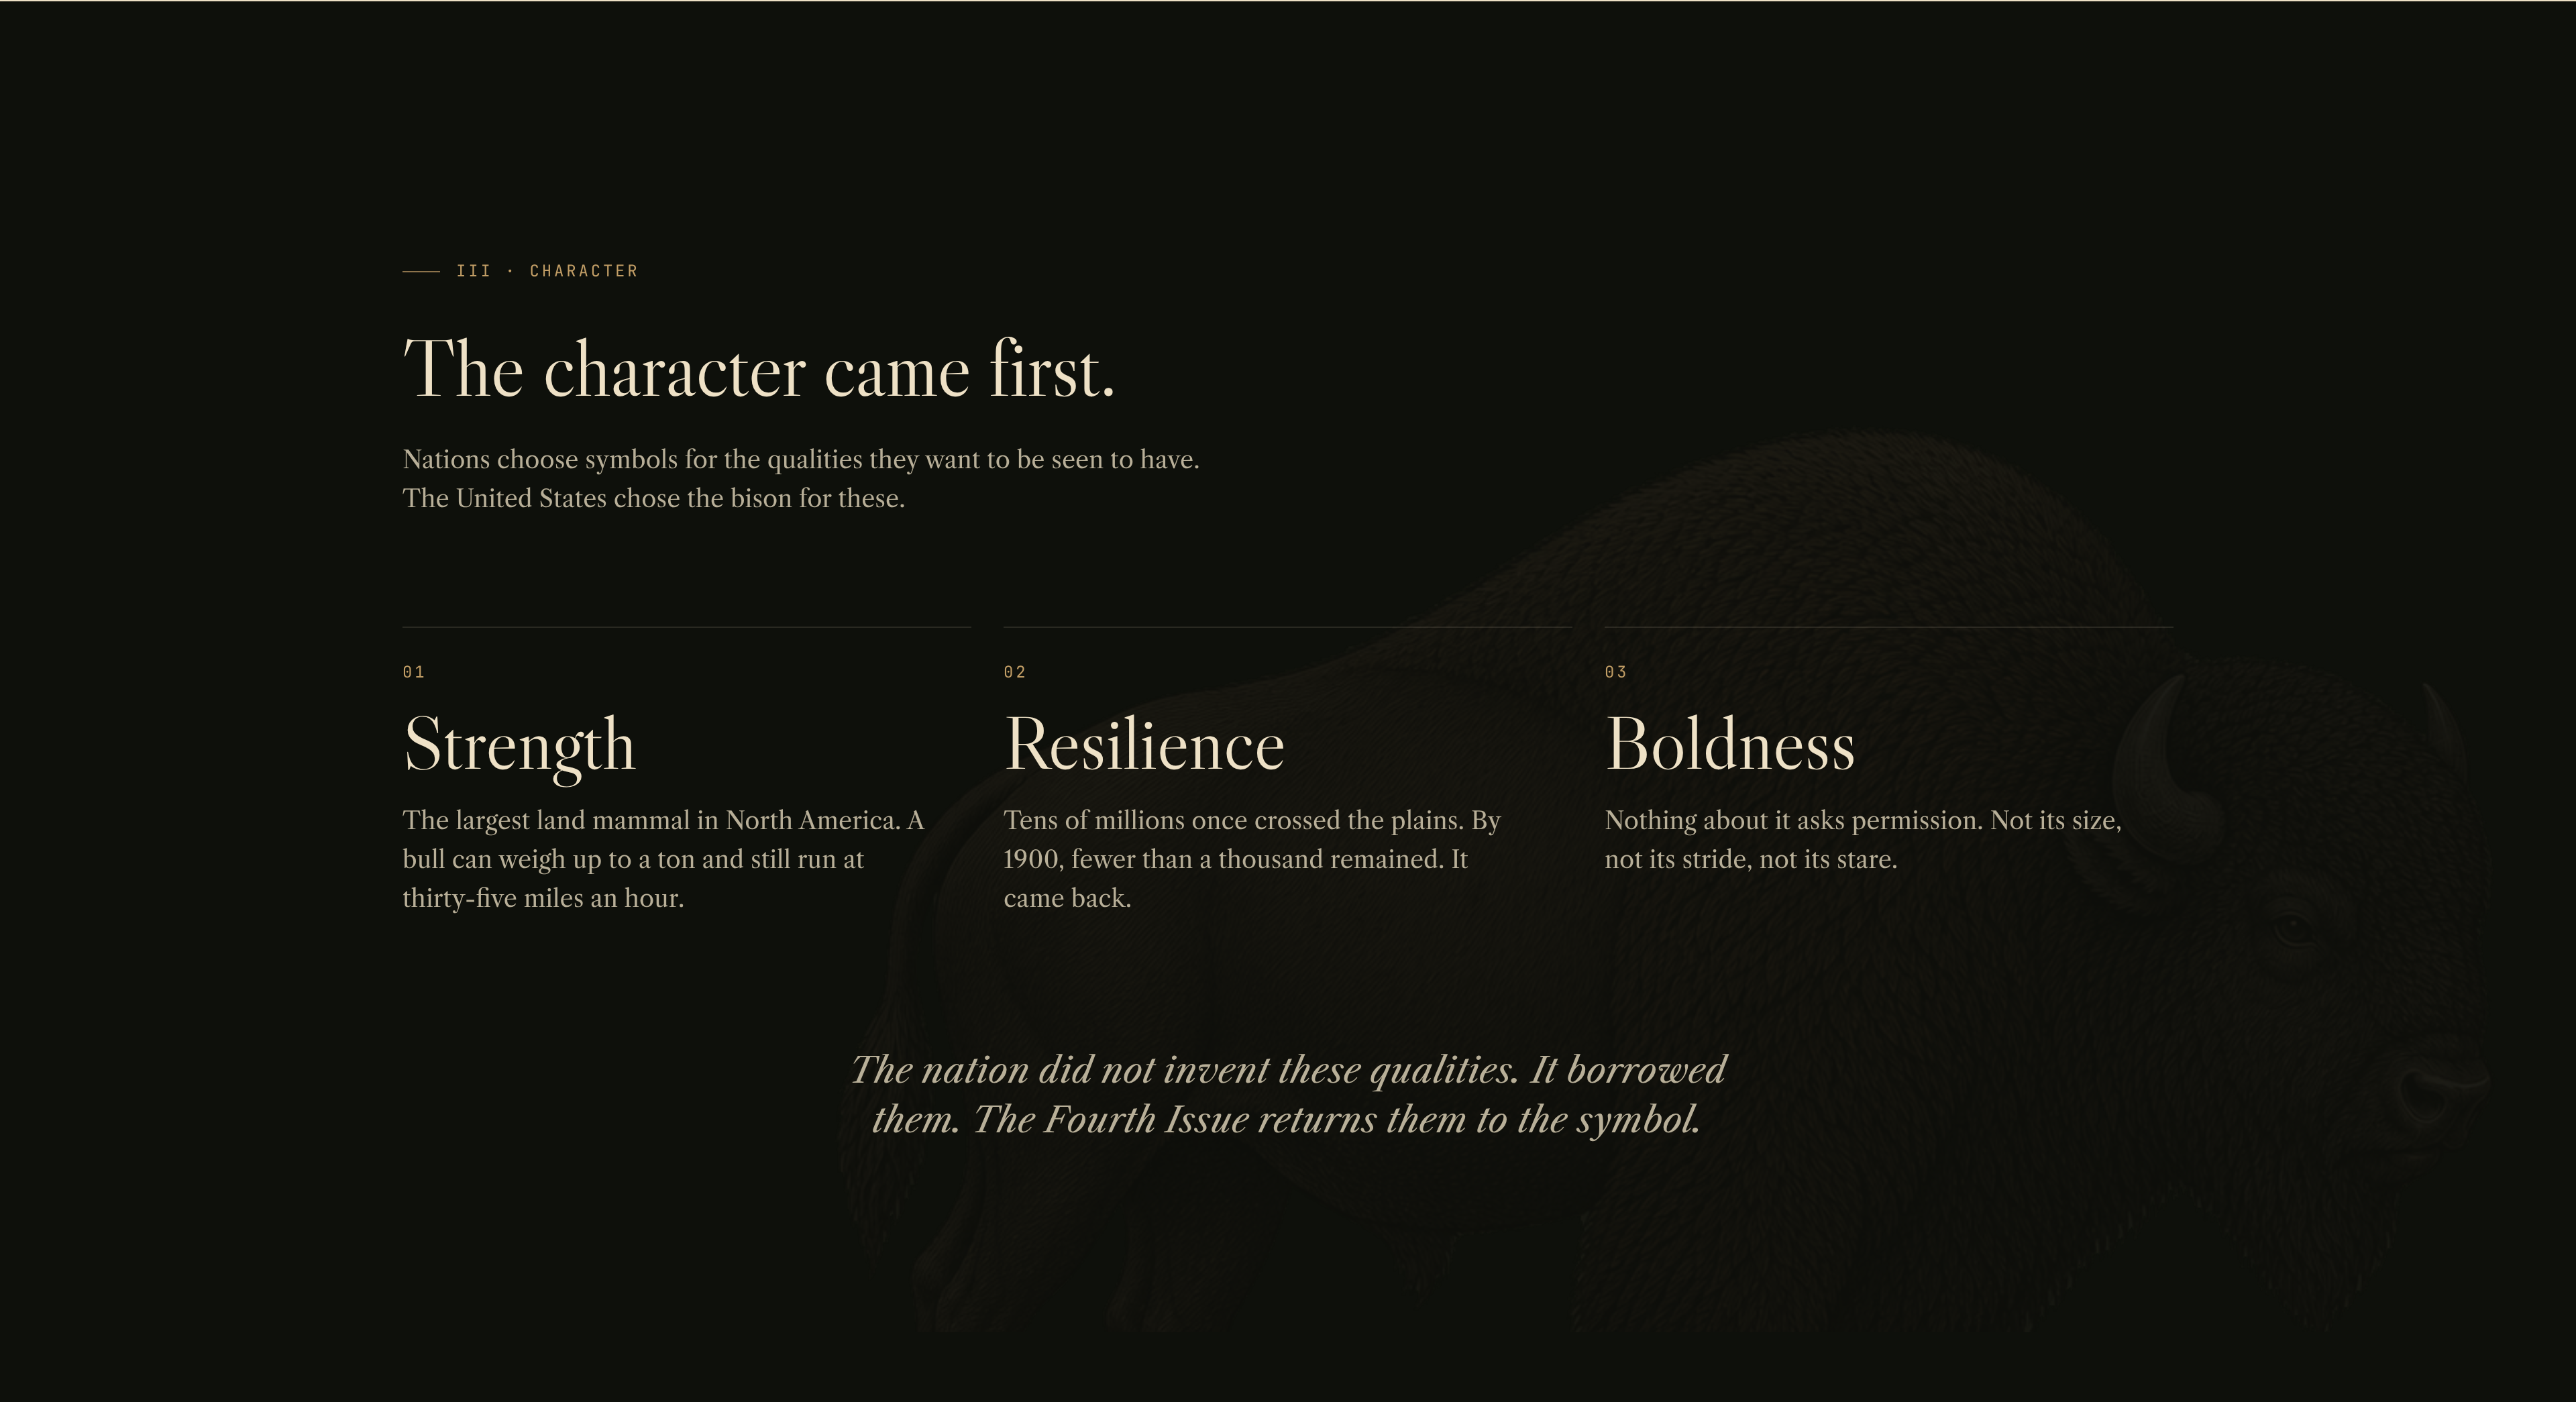 III · CHARACTER
The character came first.
Nations choose symbols for the qualities they want to be seen to have.
The United States chose the bison for these.
01
Strength
The largest land mammal in North America. A
bull can weigh up to a ton and still run at
thirty-five miles an hour.
02
Resilience
Tens of millions once crossed the plains. By
1900, fewer than a thousand remained. It
came back.
03
Boldness
Nothing about it asks permission. Not its size,
not its stride, not its stare.
The nation did not invent these qualities. It borrowed
them. The Fourth Issue returns them to the symbol.